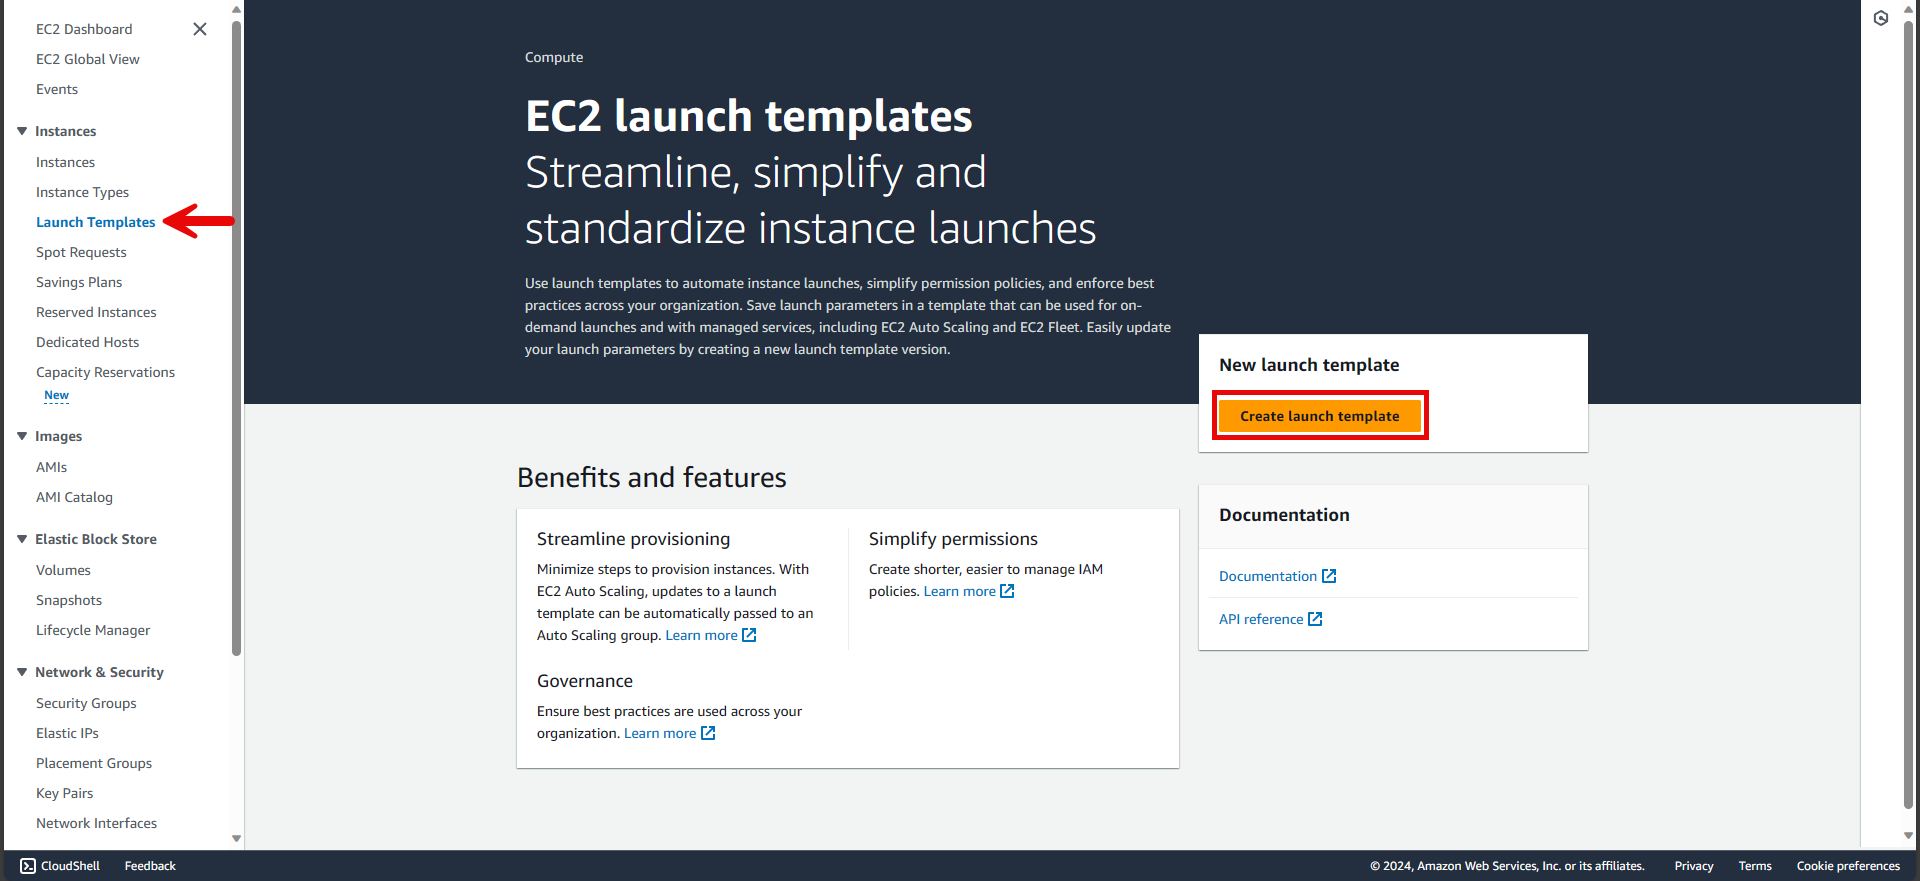 EC2 Dashboard
EC2 Global View
Events
Instances
Instances
Instance Types
Launch Templates
Spot Requests
Savings Plans
Reserved Instances
Dedicated Hosts
Capacity Reservations
New
Images
AMIs
AMI Catalog
Elastic Block Store
Volumes
Snapshots
Lifecycle Manager
Network & Security
Security Groups
Elastic IPs
Placement Groups
Key Pairs
Network Interfaces
Compute
EC2 launch templates
Streamline, simplify and
standardize instance launches
Use launch templates to automate instance launches, simplify permission policies, and enforce best
practices across your organization. Save launch parameters in a template that can be used for on-
demand launches and with managed services, including EC2 Auto Scaling and EC2 Fleet. Easily update
your launch parameters by creating a new launch template version.
New launch template
Create launch template
Benefits and features
Streamline provisioning
Minimize steps to provision instances. With
EC2 Auto Scaling, updates to a launch
template can be automatically passed to an
Auto Scaling group. Learn more
Simplify permissions
Create shorter, easier to manage IAM
policies. Learn more
Governance
Ensure best practices are used across your
organization. Learn more
Documentation
Documentation
API reference
CloudShell
Feedback
© 2024, Amazon Web Services, Inc. or its affiliates.
Privacy
Terms
Cookie preferences